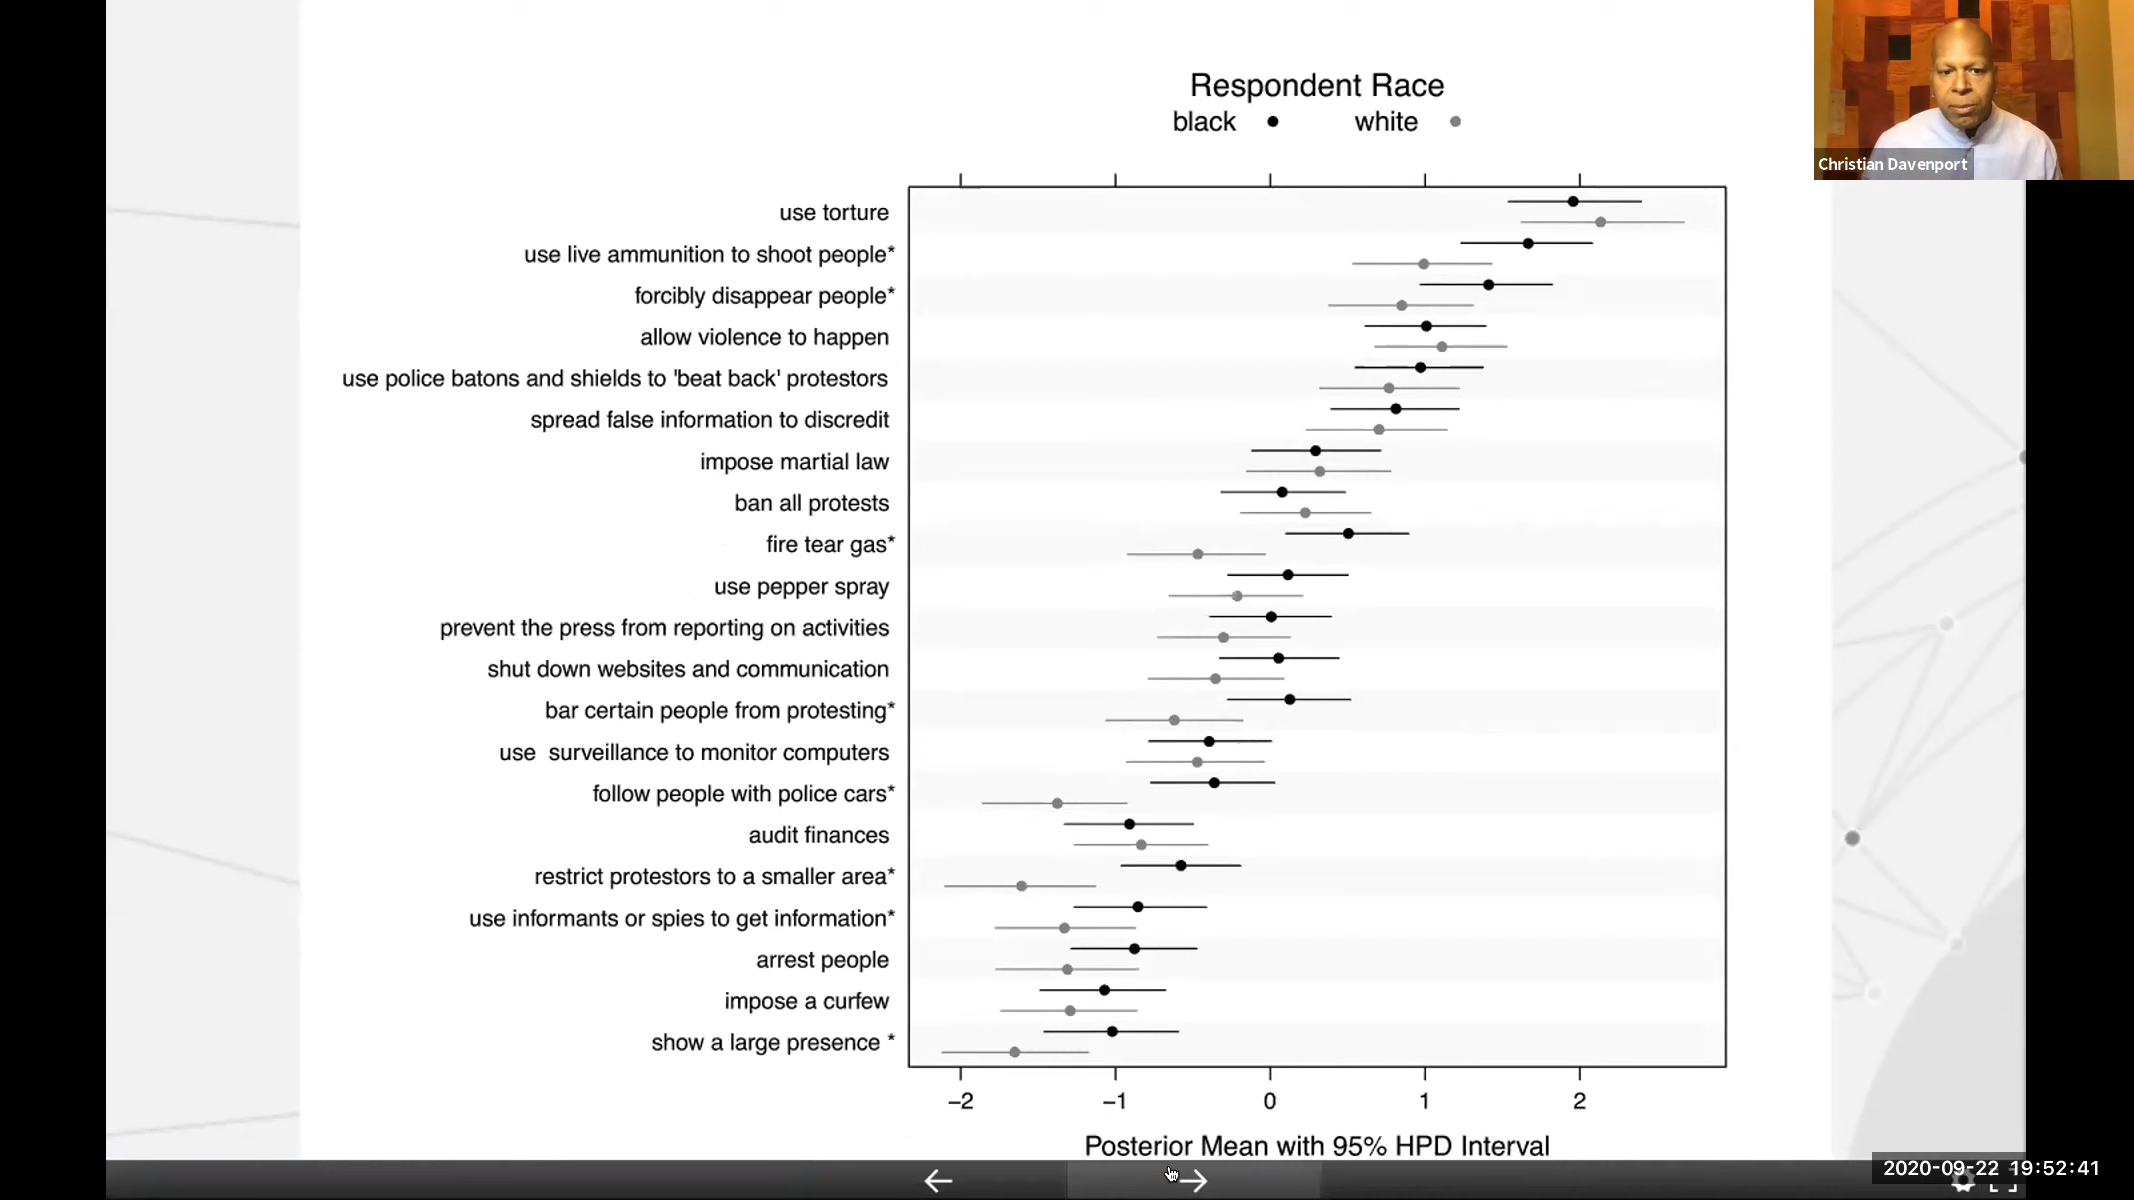 Respondent Race
black white
Christian Davenport
use torture
use live ammunition to shoot people*
forcibly disappear people*
allow violence to happen
use police batons and shields to 'beat back' protestors
spread false information to discredit
impose martial law
ban all protests
fire tear gas*
use pepper spray
prevent the press from reporting on activities
shut down websites and communication
bar certain people from protesting*
use  surveillance to monitor computers
follow people with police cars*
audit finances
restrict protestors to a smaller area*
use informants or spies to get information*
arrest people
impose a curfew
show a large presence *
−2 −1 0 1 2
Posterior Mean with 95% HPD Interval
2020-09-22 19:52:41